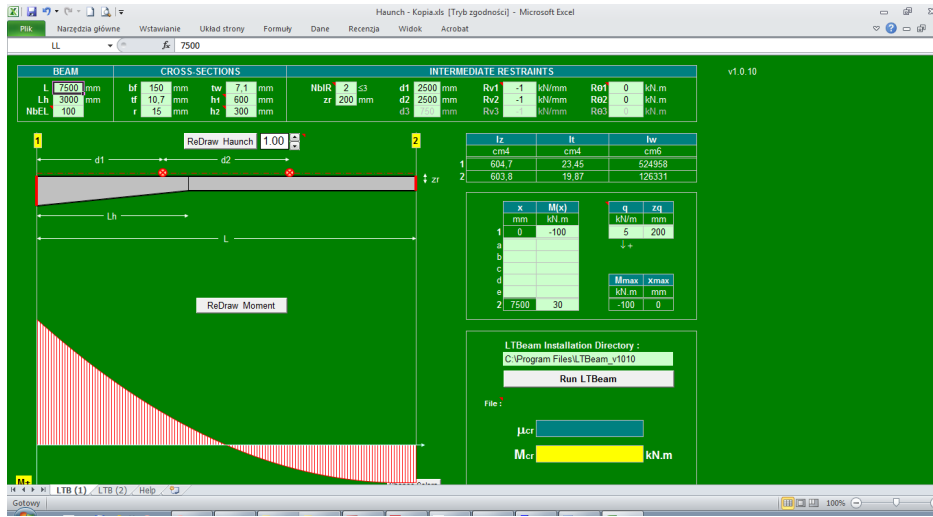 Haunch - Kopia.xls [Tryb zgodności] - Microsoft Excel
Plik Narzędzia główne Wstawianie Układ strony Formuły Dane Recenzja Widok Acrobat
LL fx 7500
BEAM CROSS-SECTIONS INTERMEDIATE RESTRAINTS v1.0.10
L 7500 mm bf 150 mm tw 7,1 mm NbIR 2 ≤3 d1 2500 mm Rv1 -1 kN/mm Rθ1 0 kN.m
Lh 3000 mm tf 10,7 mm h1 600 mm zr 200 mm d2 2500 mm Rv2 -1 kN/mm Rθ2 0 kN.m
NbEL 100 r 15 mm h2 300 mm d3 750 mm Rv3 -1 kN/mm Rθ3 0 kN.m
1 ReDraw Haunch 1.00 2
Iz It Iw
cm4 cm4 cm6
d1 d2
1 604,7 23,45 524958
zr
2 603,8 19,87 126331
x M(x) q zq
mm kN.m kN/m mm
Lh
1 0 -100 5 200
L
a ↓+
b
c
d Mmax xmax
e kN.m mm
ReDraw Moment
2 7500 30 -100 0
LTBeam Installation Directory :
C:\Program Files\LTBeam_v1010
Run LTBeam
File :
μcr
Mcr kN.m
M+
LTB (1) LTB (2) Help
Gotowy 100%